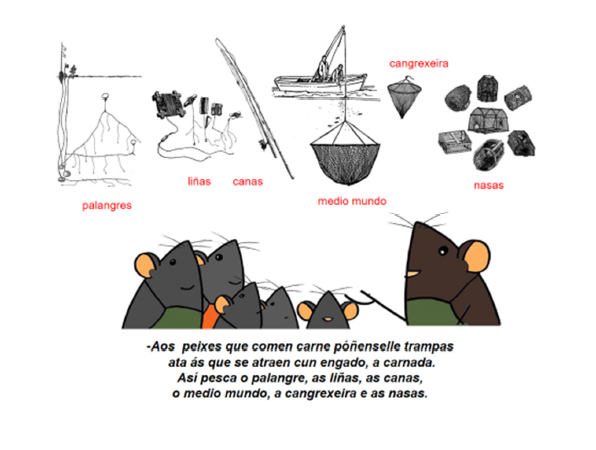 cangrexeira
liñas
canas
medio mundo
nasas
palangres
-Aos peixes que comen carne póñenselle trampas
ata ás que se atraen cun engado, a carnada.
Así pesca o palangre, as liñas, as canas,
o medio mundo, a cangrexeira e as nasas.